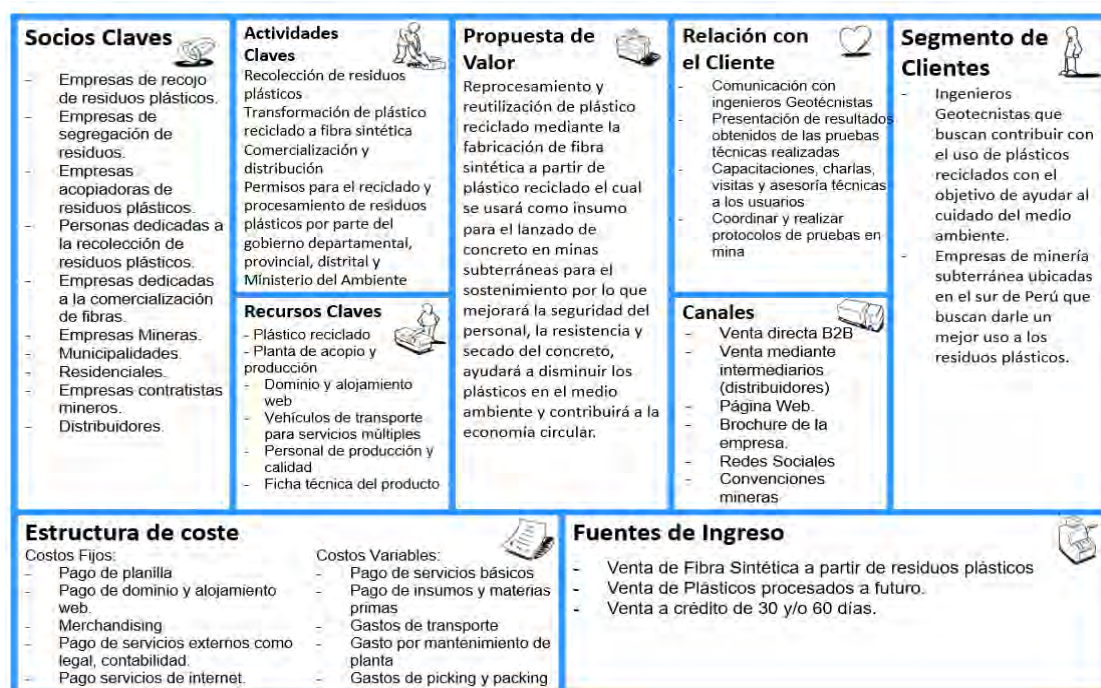 Socios Claves
- Empresas de recojo
de residuos plásticos.
- Empresas de
segregación de
residuos.
- Empresas
acopiadoras de
residuos plásticos.
- Personas dedicadas a
la recolección de
residuos plásticos.
- Empresas dedicadas
a la comercialización
de fibras.
- Empresas Mineras.
- Municipalidades.
- Residenciales.
- Empresas contratistas
mineros.
- Distribuidores.
Actividades
Claves
Recolección de residuos
plásticos
Transformación de plástico
reciclado a fibra sintética
Comercialización y
distribución
Permisos para el reciclado y
procesamiento de residuos
plásticos por parte del
gobierno departamental,
provincial, distrital y
Ministerio del Ambiente
Recursos Claves
- Plástico reciclado
- Planta de acopio y
producción
- Dominio y alojamiento
web
- Vehículos de transporte
para servicios múltiples
- Personal de producción y
calidad
- Ficha técnica del producto
Propuesta de
Valor
Reprocesamiento y
reutilización de plástico
reciclado mediante la
fabricación de fibra
sintética a partir de
plástico reciclado el cual
se usará como insumo
para el lanzado de
concreto en minas
subterráneas para el
sostenimiento por lo que
mejorará la seguridad del
personal, la resistencia y
secado del concreto,
ayudará a disminuir los
plásticos en el medio
ambiente y contribuirá a la
economía circular.
Relación con
el Cliente
- Comunicación con
ingenieros Geotécnistas
- Presentación de resultados
obtenidos de las pruebas
técnicas realizadas
- Capacitaciones, charlas,
visitas y asesoría técnicas
a los usuarios
- Coordinar y realizar
protocolos de pruebas en
mina
Canales
- Venta directa B2B
- Venta mediante
intermediarios
(distribuidores)
- Página Web.
- Brochure de la
empresa.
- Redes Sociales
- Convenciones
mineras
Segmento de
Clientes
- Ingenieros
Geotecnistas que
buscan contribuir con
el uso de plásticos
reciclados con el
objetivo de ayudar al
cuidado del medio
ambiente.
- Empresas de minería
subterránea ubicadas
en el sur de Perú que
buscan darle un
mejor uso a los
residuos plásticos.
Estructura de coste
Costos Fijos:
- Pago de planilla
- Pago de dominio y alojamiento
web.
- Merchandising
- Pago de servicios externos como
legal, contabilidad.
- Pago servicios de internet.
Costos Variables:
- Pago de servicios básicos
- Pago de insumos y materias
primas
- Gastos de transporte
- Gasto por mantenimiento de
planta
- Gastos de picking y packing
Fuentes de Ingreso
- Venta de Fibra Sintética a partir de residuos plásticos
- Venta de Plásticos procesados a futuro.
- Venta a crédito de 30 y/o 60 días.